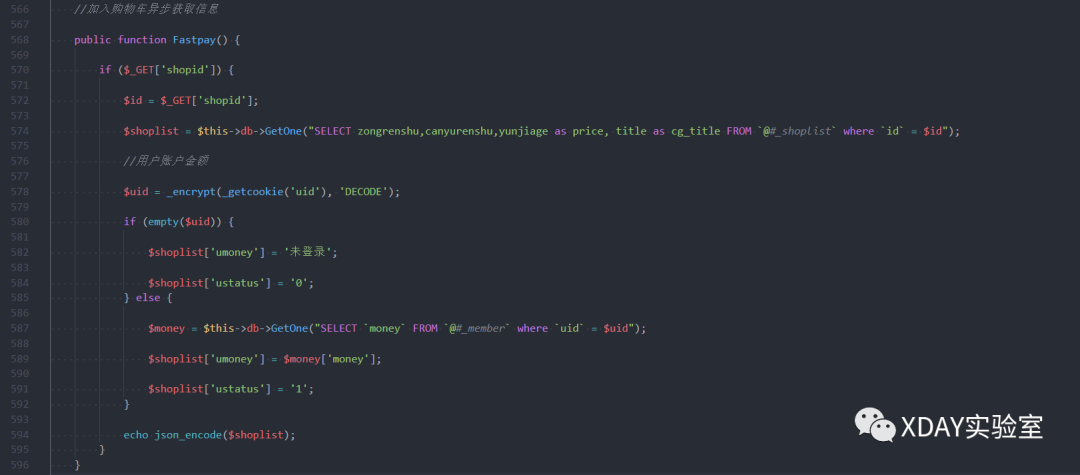 566 //加入购物车异步获取信息
567
568 public function Fastpay() {
569
570 if ($_GET['shopid']) {
571
572 $id = $_GET['shopid'];
573
574 $shoplist = $this->db->GetOne("SELECT zongrenshu,canyurenshu,yunjiage as price, title as cg_title FROM `@#_shoplist` where `id` = $id");
575
576 //用户账户金额
577
578 $uid = _encrypt(_getcookie('uid'), 'DECODE');
579
580 if (empty($uid)) {
581
582 $shoplist['umoney'] = '未登录';
583
584 $shoplist['ustatus'] = '0';
585 } else {
586
587 $money = $this->db->GetOne("SELECT `money` FROM `@#_member` where `uid` = $uid");
588
589 $shoplist['umoney'] = $money['money'];
590
591 $shoplist['ustatus'] = '1';
592 }
593
594 echo json_encode($shoplist);
595 }
596 }
XDAY实验室